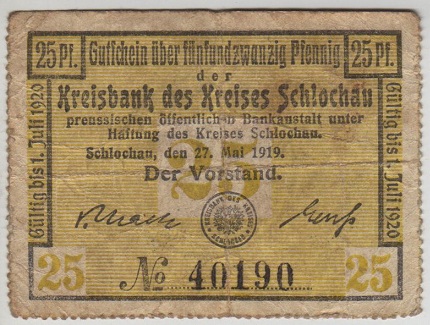 25 Pf. Gutschein über fünfundzwanzig Pfennig 25 Pf.
der
Kreisbank des Kreises Schlochau
preussischen öffentlichen Bankanstalt unter
Haftung des Kreises Schlochau.
Schlochau, den 27. Mai 1919.
Der Vorstand.
25
Gültig bis 1. Juli 1920
Gültig bis 1. Juli 1920
25 25
№ 40190